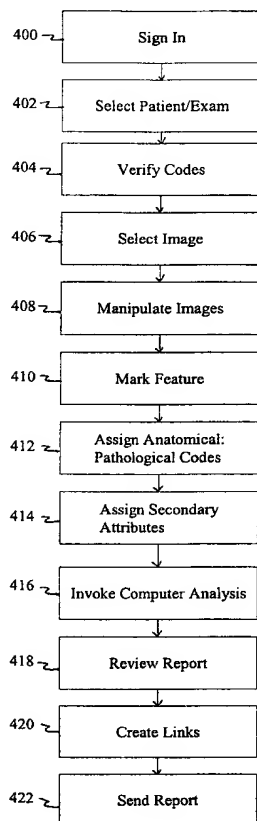 400
Sign In
402
Select Patient/Exam
404
Verify Codes
406
Select Image
408
Manipulate Images
410
Mark Feature
412
Assign Anatomical:
Pathological Codes
414
Assign Secondary
Attributes
416
Invoke Computer Analysis
418
Review Report
420
Create Links
422
Send Report